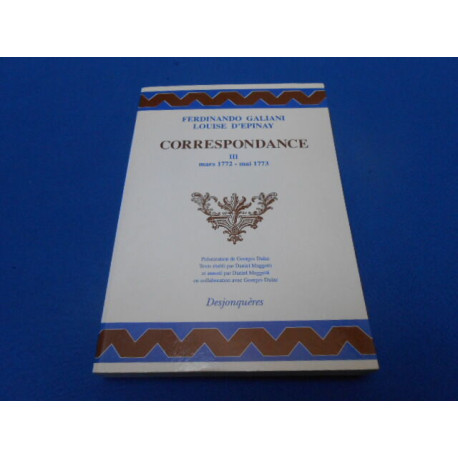 FERDINANDO GALIANI
LOUISE D'EPINAY
CORRESPONDANCE
III
mars 1772 - mai 1773
Présentation de Georges Dulac
Texte établi par Daniel Maggetti
et annoté par Daniel Maggetti
en collaboration avec Georges Dulac
Desjonquères